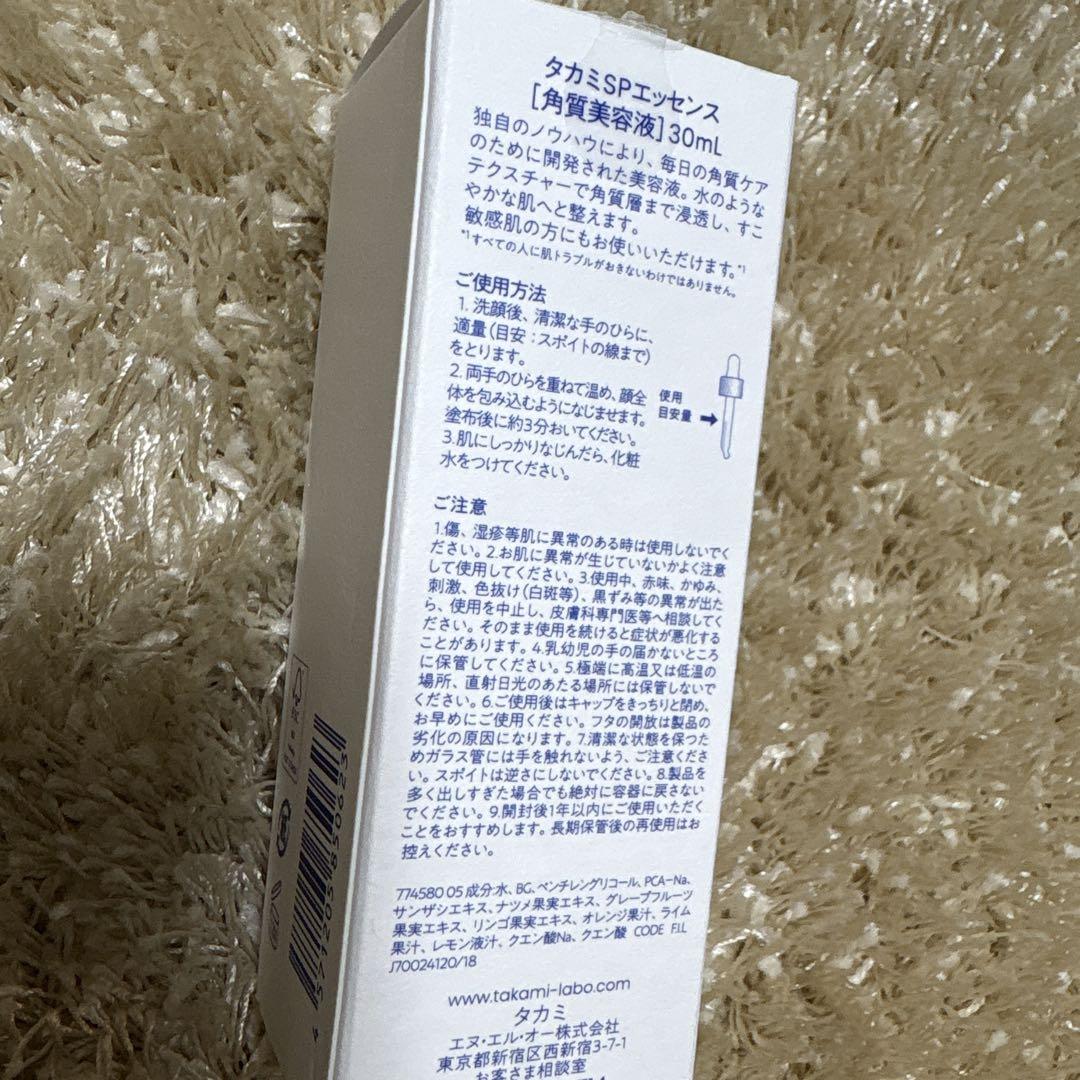 タカミSPエッセンス
[角質美容液]30mL
独自のノウハウにより、毎日の角質ケア
のために開発された美容液。水のような
テクスチャーで角質層まで浸透し、すこ
やかな肌へと整えます。
敏感肌の方にもお使いいただけます。*1
*1すべての人に肌トラブルがおきないわけではありません。
ご使用方法
1. 洗顔後、清潔な手のひらに、
適量(目安：スポイトの線まで)
をとります。
2. 両手のひらを重ねて温め、顔全
体を包み込むようになじませます。
塗布後に約3分おいてください。
3.肌にしっかりなじんだら、化粧
水をつけてください。
使用
目安量
ご注意
1.傷、湿疹等肌に異常のある時は使用しないでく
ださい。2.お肌に異常が生じていないかよく注意
して使用してください。3.使用中、赤味、かゆみ、
刺激、色抜け(白斑等)、黒ずみ等の異常が出た
ら、使用を中止し、皮膚科専門医等へ相談してく
ださい。そのまま使用を続けると症状が悪化する
ことがあります。4.乳幼児の手の届かないところ
に保管してください。5.極端に高温又は低温の
場所、直射日光のあたる場所には保管しないで
ください。6.ご使用後はキャップをきっちりと閉め、
お早めにご使用ください。フタの開放は製品の
劣化の原因になります。7.清潔な状態を保つた
めガラス管には手を触れないよう、ご注意くださ
い。スポイトは逆さにしないでください。8.製品を
多く出しすぎた場合でも絶対に容器に戻さない
でください。9.開封後1年以内にご使用いただく
ことをおすすめします。長期保管後の再使用はお
控えください。
774580 05 成分:水、BG、ペンチレングリコール、PCA-Na、
サンザシエキス、ナツメ果実エキス、グレープフルーツ
果実エキス、リンゴ果実エキス、オレンジ果汁、ライム
果汁、レモン液汁、クエン酸Na、クエン酸 CODE F.I.L
J70024120/18
www.takami-labo.com
タカミ
エヌ・エル・オー株式会社
東京都新宿区西新宿3-7-1
お客さま相談室
4 571205 850623